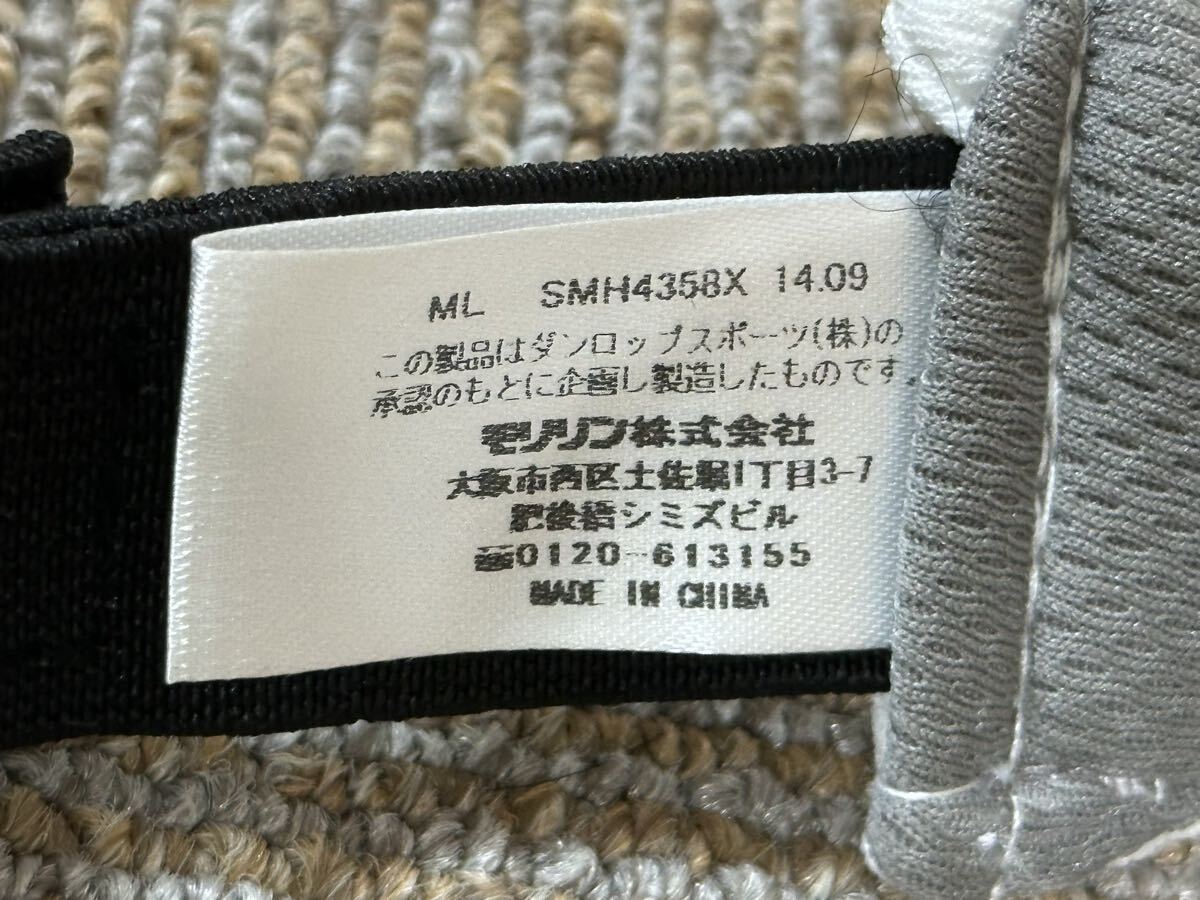 ML SMH4358X 14.09
この製品はダンロップスポーツ(株)の
承認のもとに企画し製造したものです。
モリリン株式会社
大阪市西区土佐堀1丁目3-7
肥後橋シミズビル
☎0120-613155
MADE IN CHINA